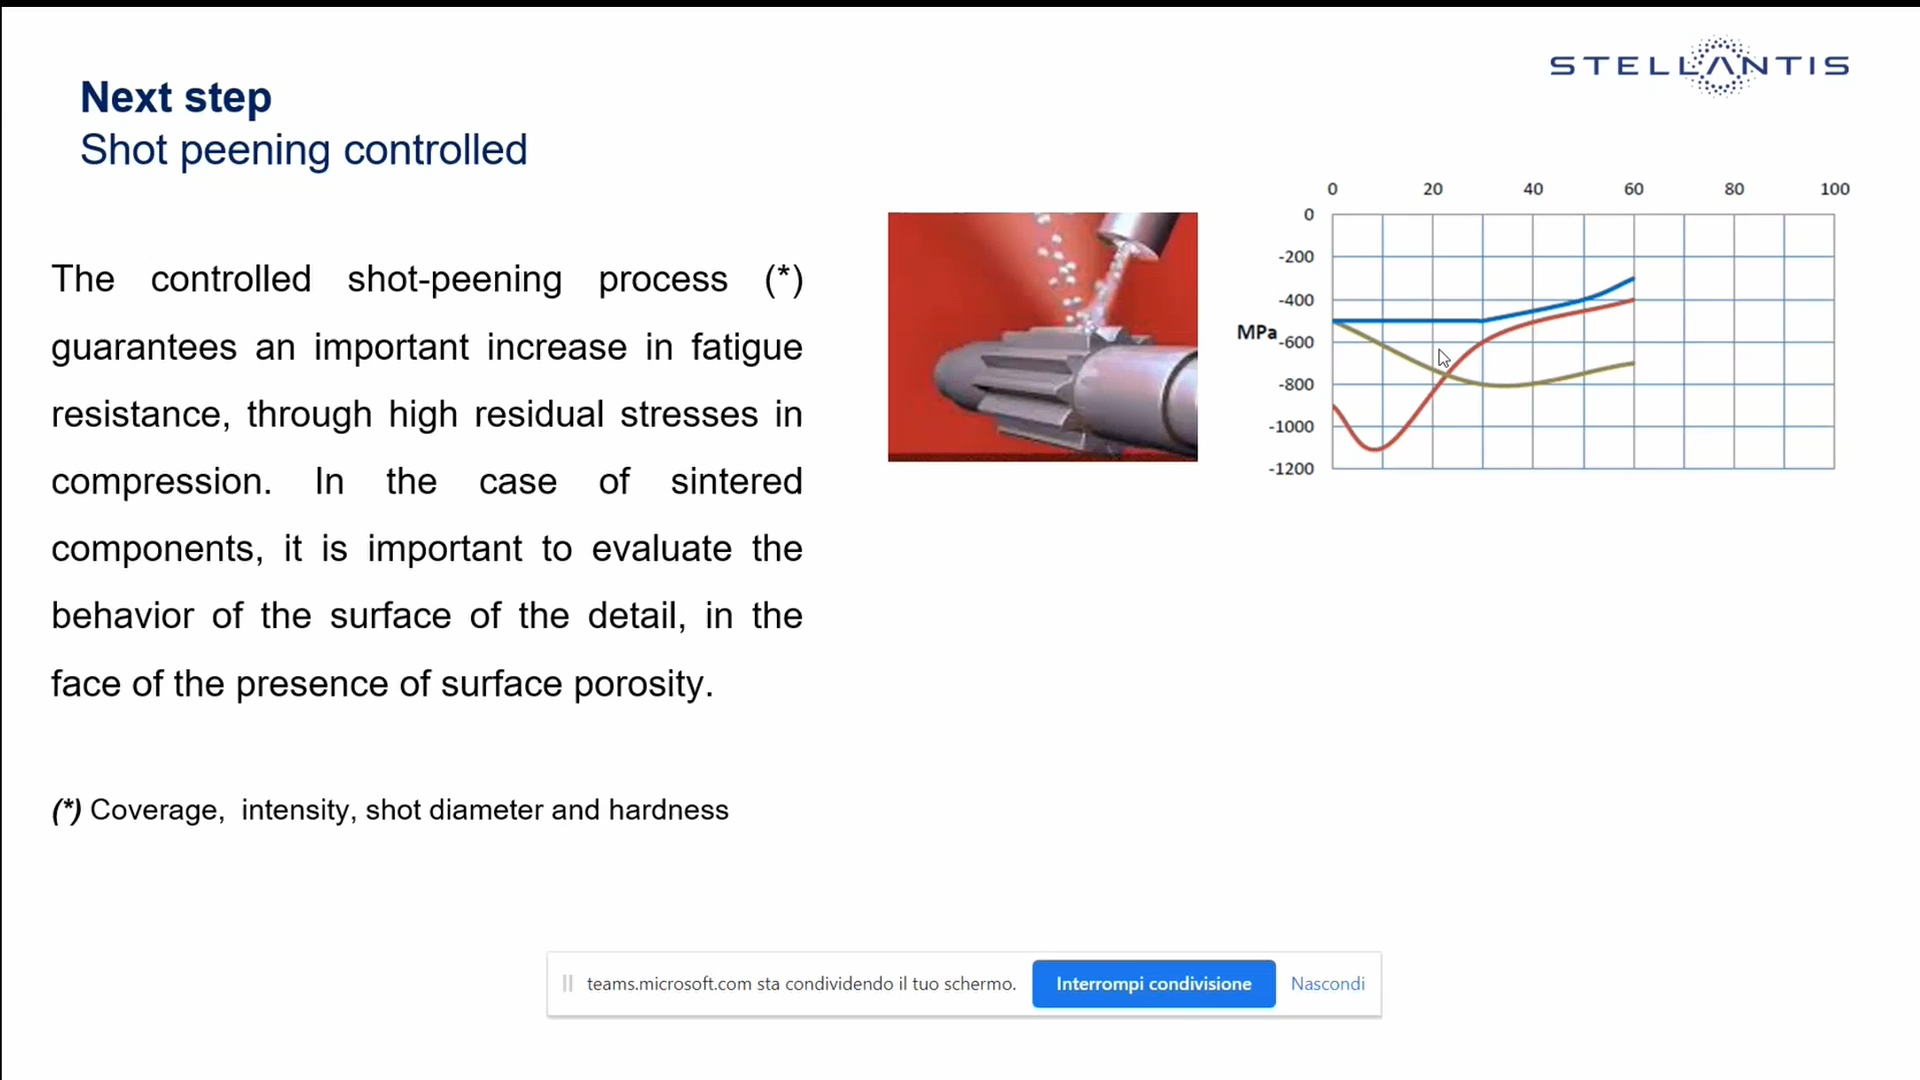 STELLANTIS
Next step
Shot peening controlled
The controlled shot-peening process (*)
guarantees an important increase in fatigue
resistance, through high residual stresses in
compression. In the case of sintered
components, it is important to evaluate the
behavior of the surface of the detail, in the
face of the presence of surface porosity.
(*) Coverage, intensity, shot diameter and hardness
0 20 40 60 80 100
0
-200
-400
MPa
-600
-800
-1000
-1200
teams.microsoft.com sta condividendo il tuo schermo. Interrompi condivisione Nascondi